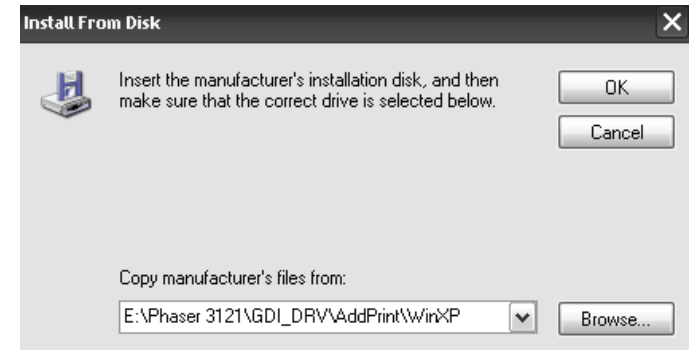 Install From Disk
Insert the manufacturer's installation disk, and then
make sure that the correct drive is selected below.
OK
Cancel
Copy manufacturer's files from:
E:\Phaser 3121\GDI_DRV\AddPrint\WinXP
Browse...